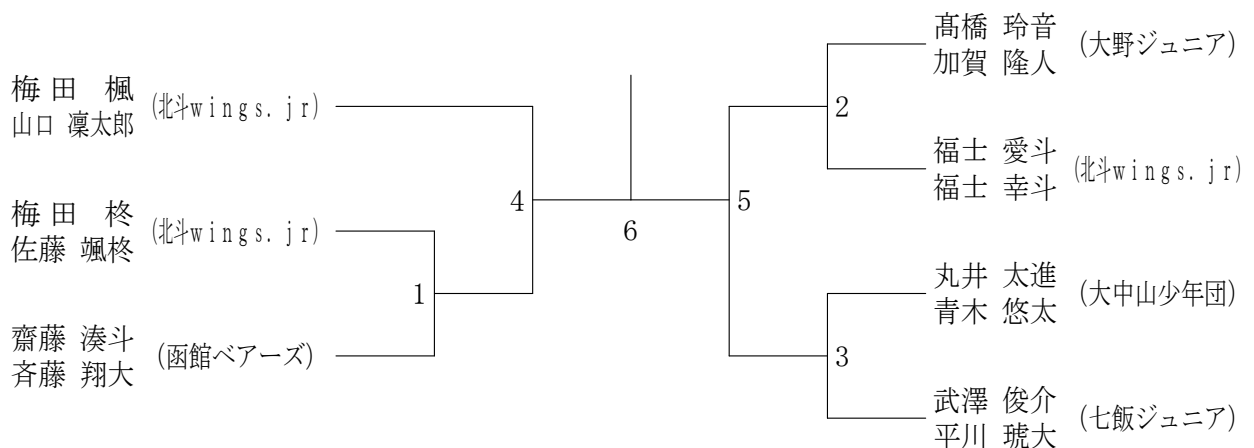 梅田 楓
山口 凜太郎
(北斗wings.jr)
梅田 柊
佐藤 颯柊
(北斗wings.jr)
齋藤 湊斗
斉藤 翔大
(函館ベアーズ)
1
4
6
5
2
3
髙橋 玲音
加賀 隆人
(大野ジュニア)
福士 愛斗
福士 幸斗
(北斗wings.jr)
丸井 太進
青木 悠太
(大中山少年団)
武澤 俊介
平川 琥大
(七飯ジュニア)